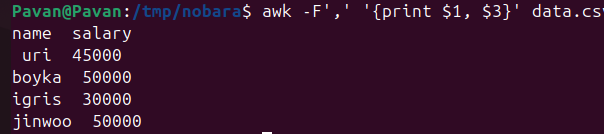 Pavan@Pavan:/tmp/nobara$ awk -F',' '{print $1, $3}' data.csv
name  salary
 uri  45000
boyka  50000
igris  30000
jinwoo  50000